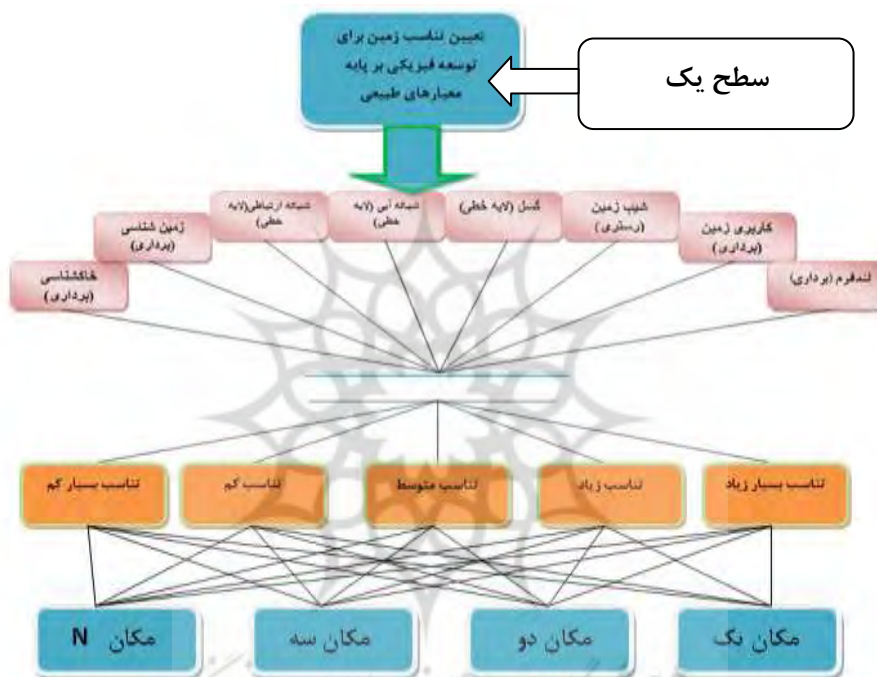 تعیین تناسب زمین برای
توسعه فیزیکی بر پایه
معیارهای طبیعی
سطح یک
لندفرم (برداری)
کاربری زمین
(برداری)
شیب زمین
(رستری)
گسل (لایه خطی)
شبکه آبی (لایه
خطی)
شبکه ارتباطی(لایه
خطی)
زمین شناسی
(برداری)
خاکشناسی
(برداری)
تناسب بسیار زیاد
تناسب زیاد
تناسب متوسط
تناسب کم
تناسب بسیار کم
مکان یک
مکان دو
مکان سه
مکان N